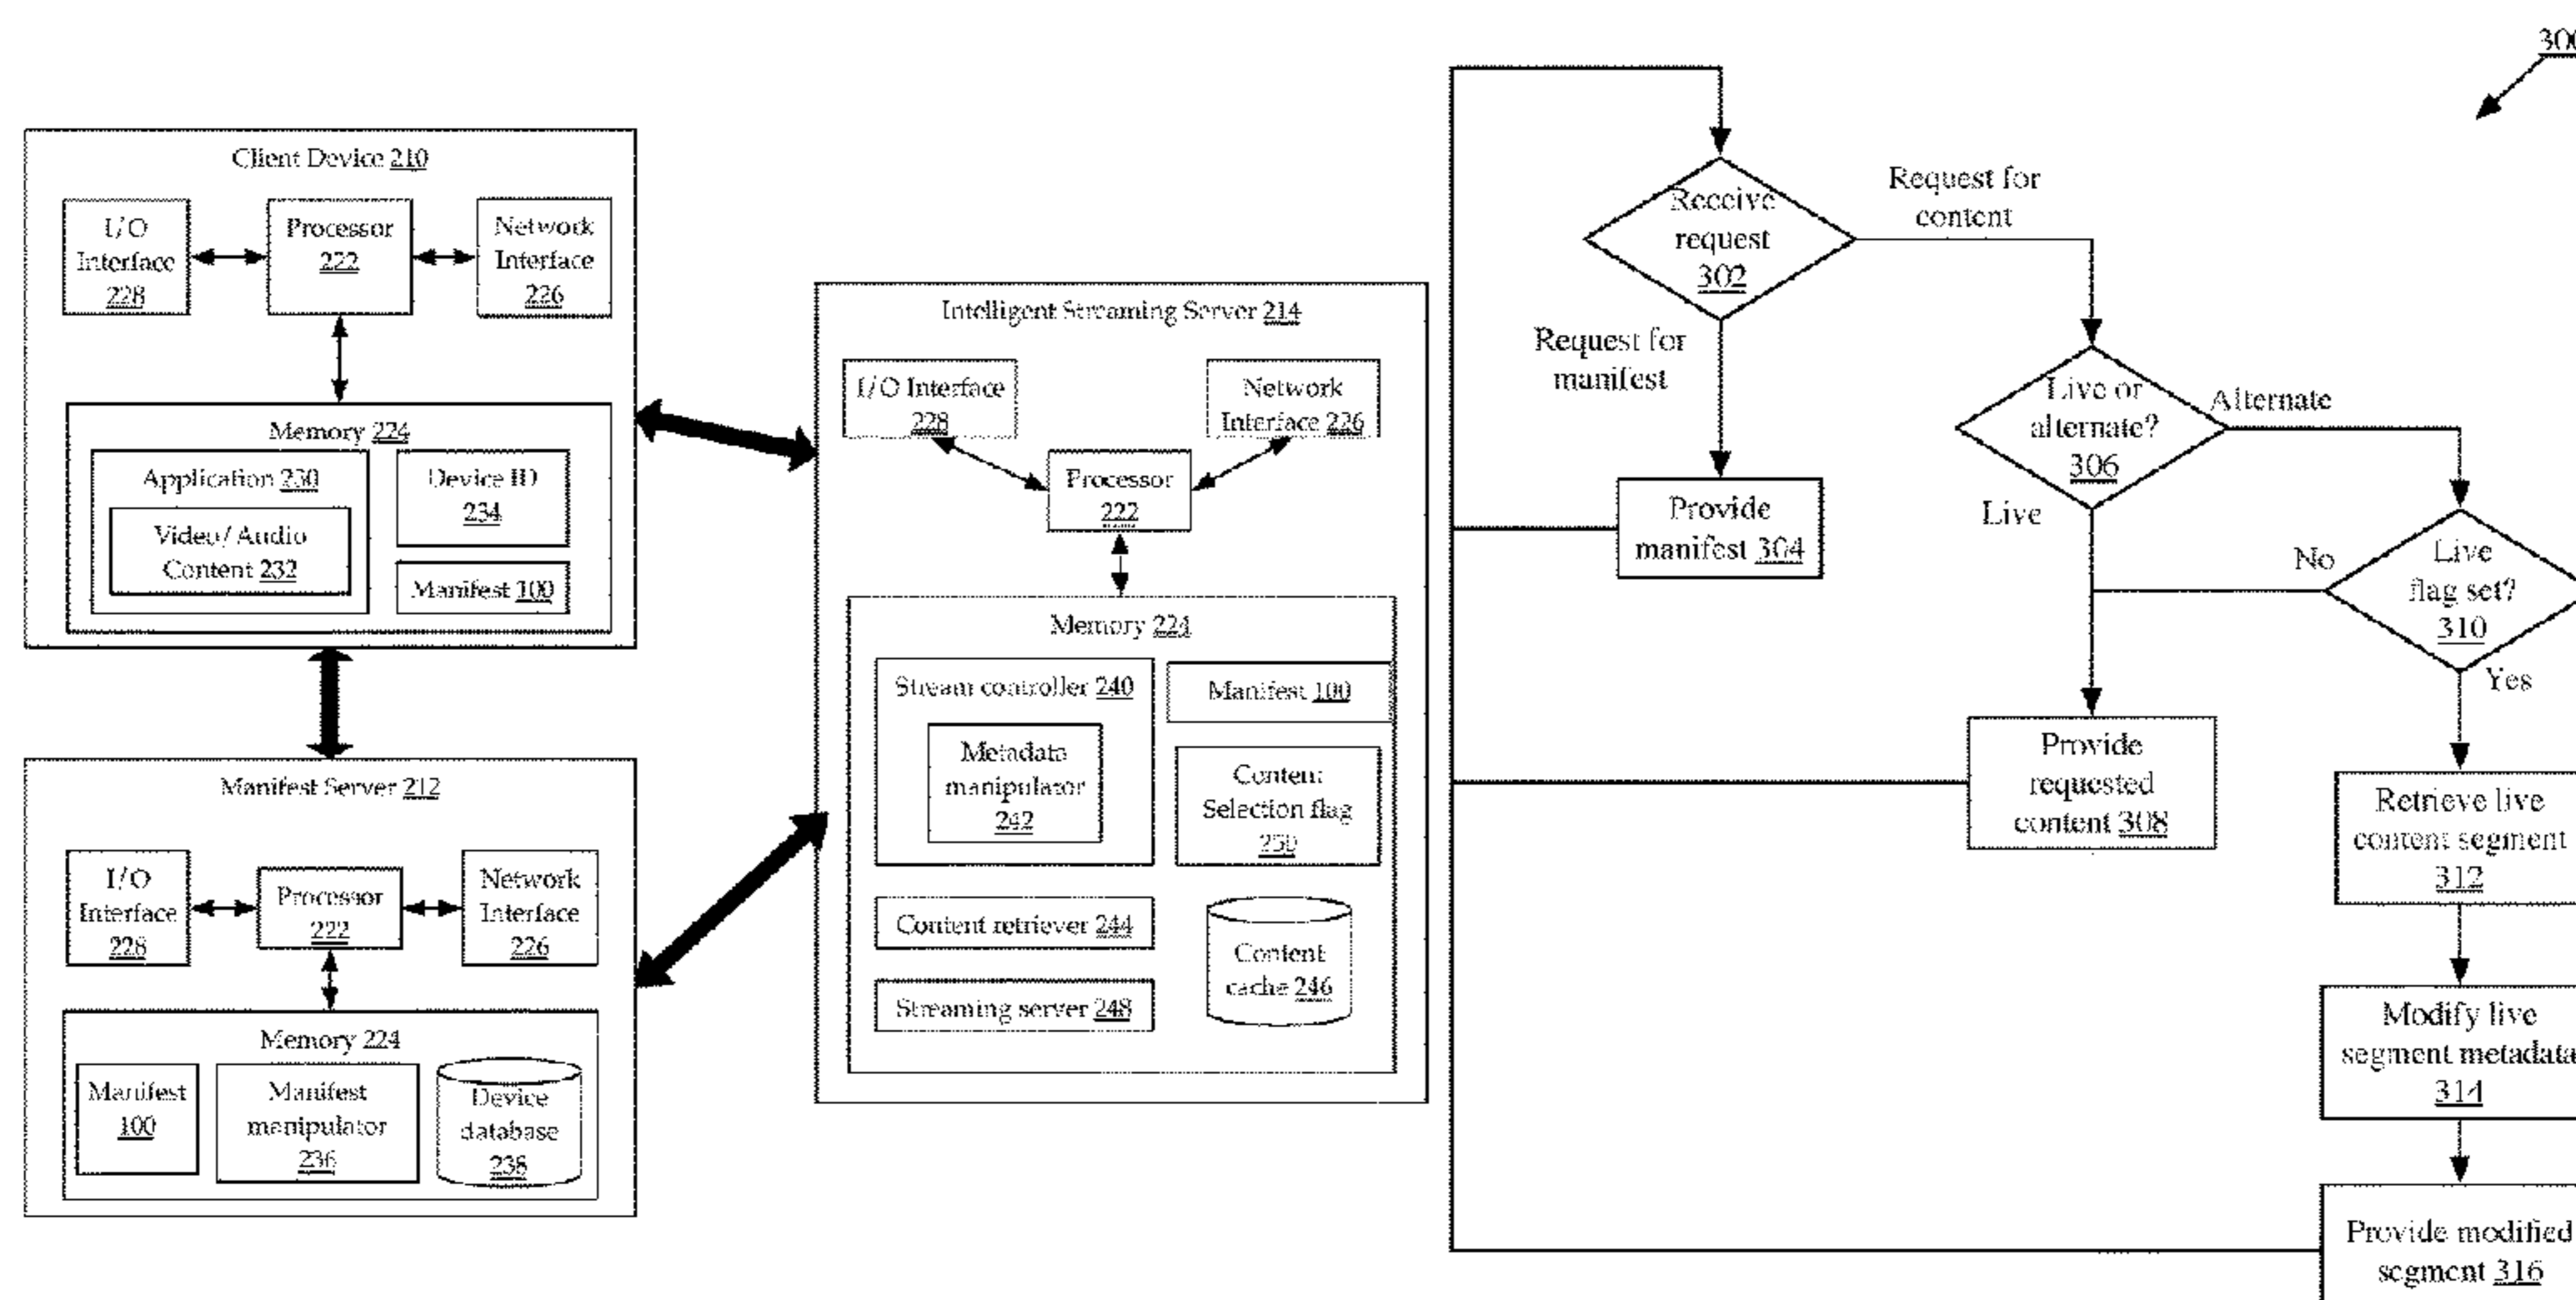 Client Device 210
I/O
Interface
228
Processor
222
Network
Interface
226
Memory 224
Application 230
Video/Audio
Content 232
Device ID
234
Manifest 100
Manifest Server 212
I/O
Interface
228
Processor
222
Network
Interface
226
Memory 224
Manifest
100
Manifest
manipulator
236
Device
database
238
Intelligent Streaming Server 214
I/O Interface
228
Network
Interface 226
Processor
222
Memory 224
Stream controller 240
Metadata
manipulator
242
Manifest 100
Content
Selection flag
250
Content retriever 244
Streaming server 248
Content
cache 246
Receive
request
302
Request for
content
Request for
manifest
Provide
manifest 304
Live or
alternate?
306
Alternate
Live
No
Live
flag set?
310
Yes
Provide
requested
content 308
Retrieve live
content segment
312
Modify live
segment metadata
314
Provide modified
segment 316